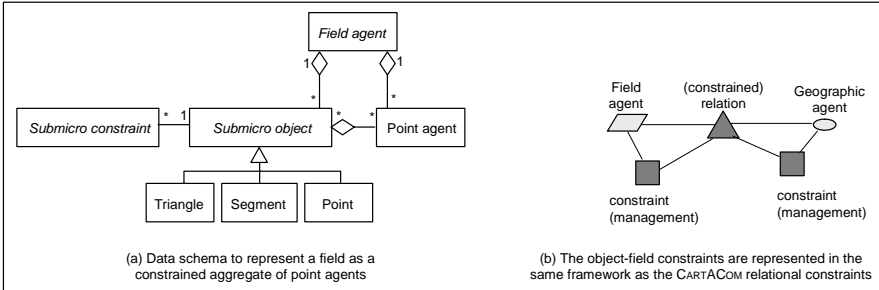 Field agent
1
1
*
*
Submicro constraint
*
1
Submicro object
*
*
Point agent
Triangle
Segment
Point
(a) Data schema to represent a field as a
constrained aggregate of point agents
Field
agent
(constrained)
relation
Geographic
agent
constraint
(management)
constraint
(management)
(b) The object-field constraints are represented in the
same framework as the CARTACOM relational constraints